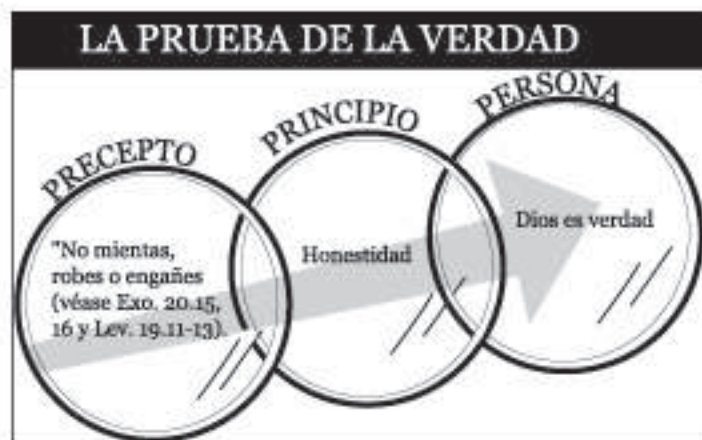 LA PRUEBA DE LA VERDAD
PRECEPTO
PRINCIPIO
PERSONA
"No mientas,
robes o engañes
(véase Exo. 20.15,
16 y Lev. 19.11-13).
Honestidad
Dios es verdad